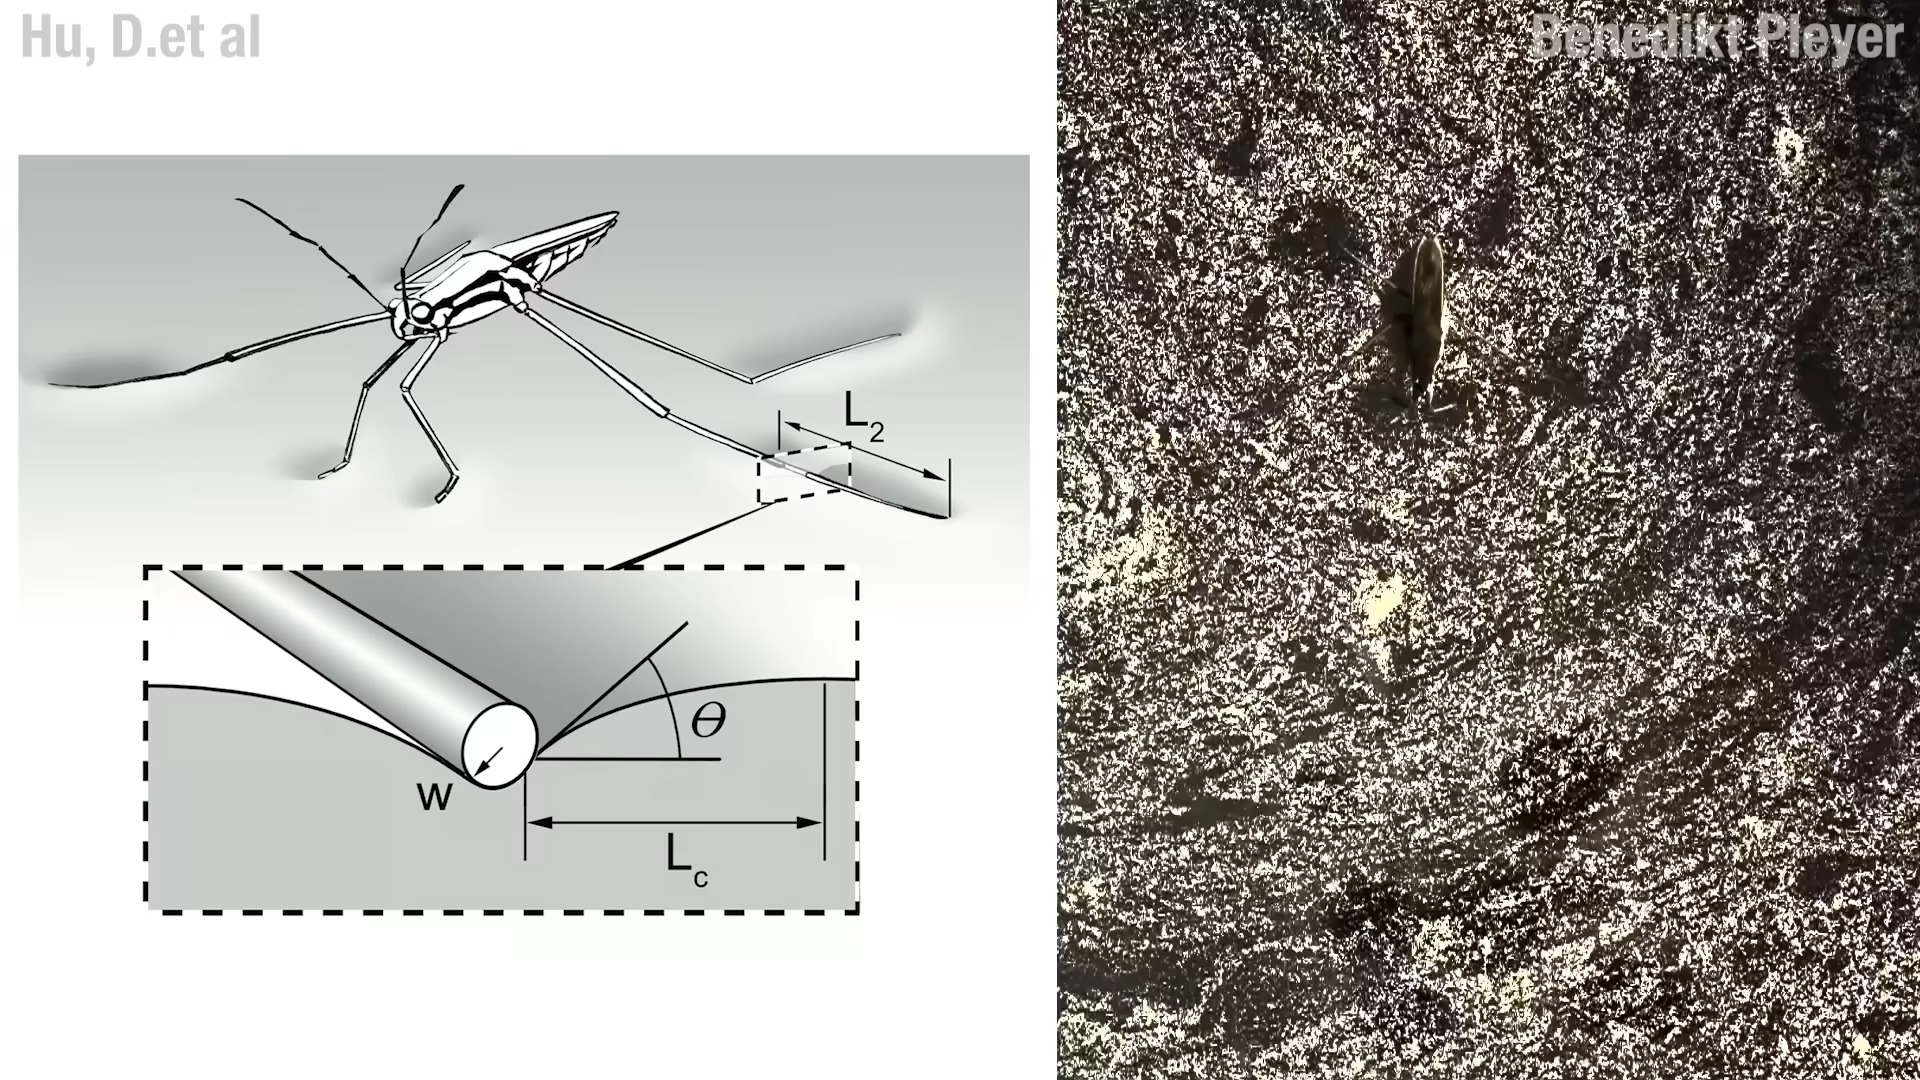 Hu, D.et al
Benedikt Pleyer
L2
θ
w
Lc